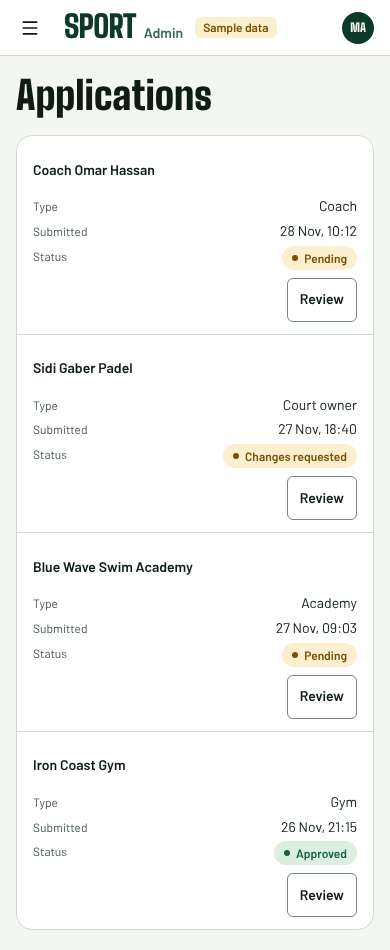 SPORT Admin Sample data MA
Applications
Coach Omar Hassan
Type Coach
Submitted 28 Nov, 10:12
Status Pending
Review
Sidi Gaber Padel
Type Court owner
Submitted 27 Nov, 18:40
Status Changes requested
Review
Blue Wave Swim Academy
Type Academy
Submitted 27 Nov, 09:03
Status Pending
Review
Iron Coast Gym
Type Gym
Submitted 26 Nov, 21:15
Status Approved
Review